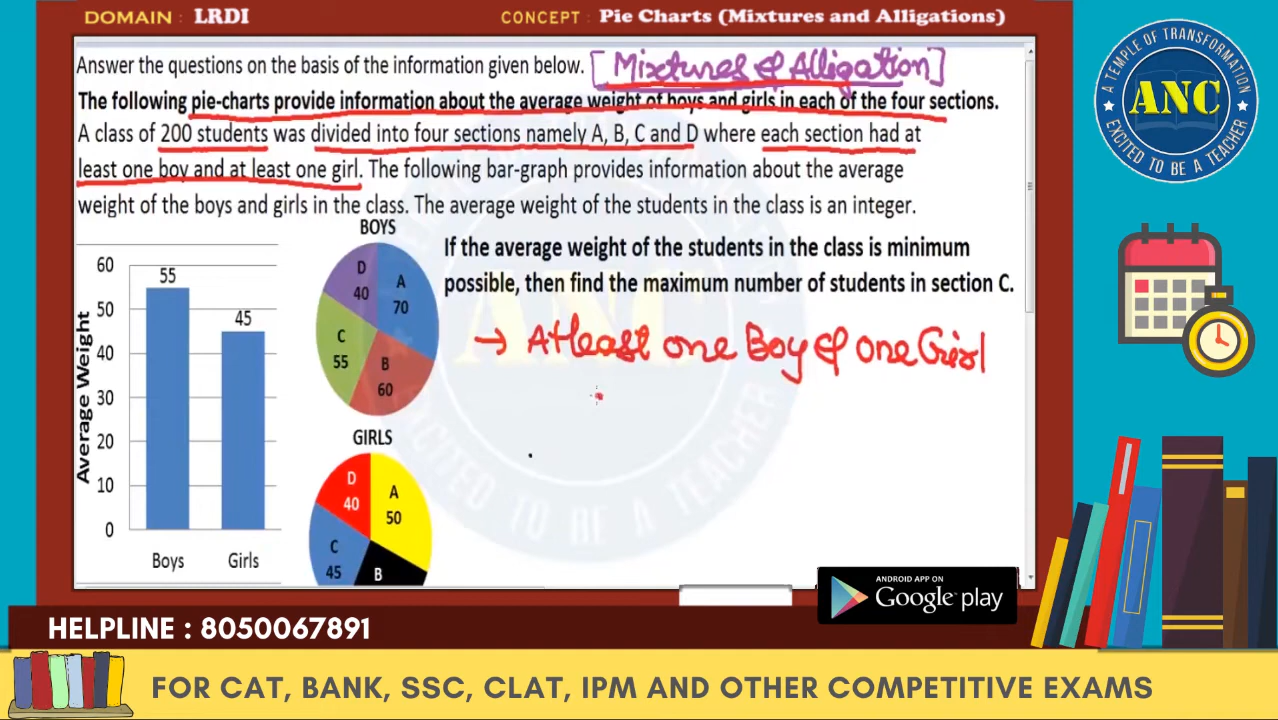 DOMAIN : LRDI
CONCEPT : Pie Charts (Mixtures and Alligations)
Answer the questions on the basis of the information given below. [Mixtures & Alligation]
The following pie-charts provide information about the average weight of boys and girls in each of the four sections.
A class of 200 students was divided into four sections namely A, B, C and D where each section had at
least one boy and at least one girl. The following bar-graph provides information about the average
weight of the boys and girls in the class. The average weight of the students in the class is an integer.
If the average weight of the students in the class is minimum
possible, then find the maximum number of students in section C.
→ Atleast one Boy & one Girl
Average Weight
60
50
40
30
20
10
0
55
45
Boys
Girls
BOYS
D
40
A
70
C
55
B
60
GIRLS
D
40
A
50
C
45
B
A TEMPLE OF TRANSFORMATION
ANC
EXCITED TO BE A TEACHER
ANDROID APP ON
Google play
HELPLINE : 8050067891
FOR CAT, BANK, SSC, CLAT, IPM AND OTHER COMPETITIVE EXAMS